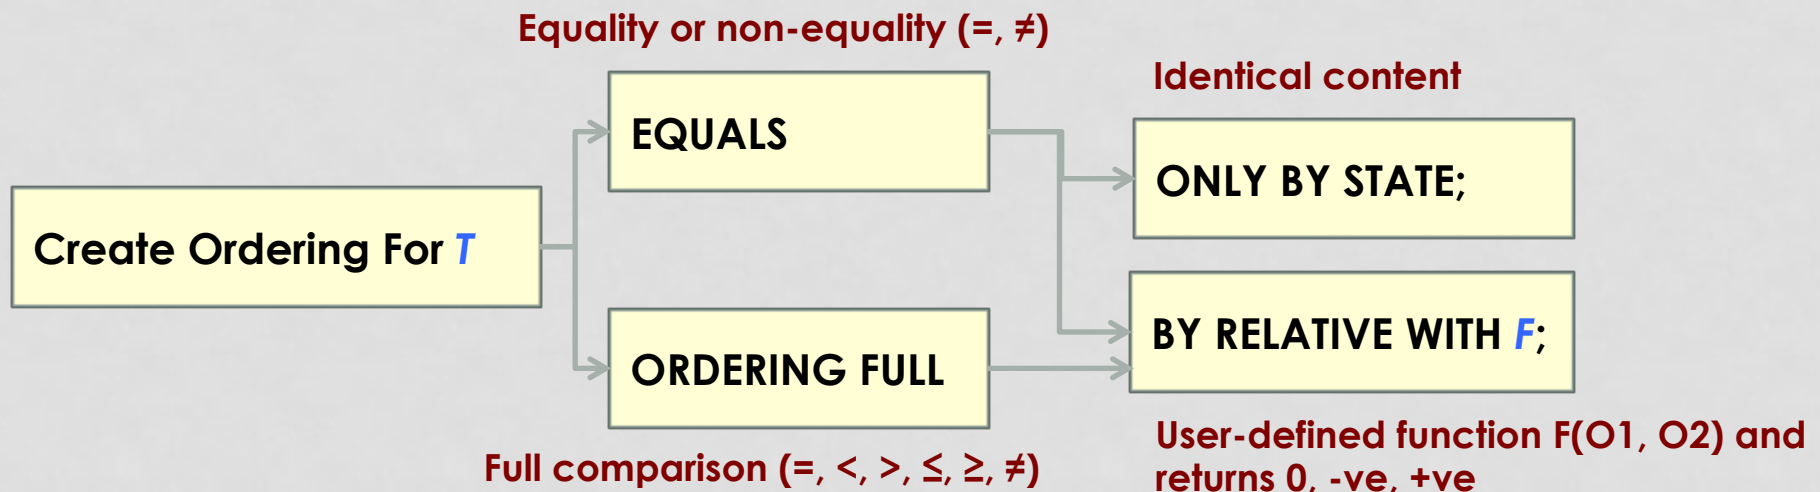 Equality or non-equality (=, ≠)
Identical content
EQUALS
ONLY BY STATE;
Create Ordering For T
BY RELATIVE WITH F;
ORDERING FULL
Full comparison (=, <, >, ≤, ≥, ≠)
User-defined function F(O1, O2) and
returns 0, -ve, +ve